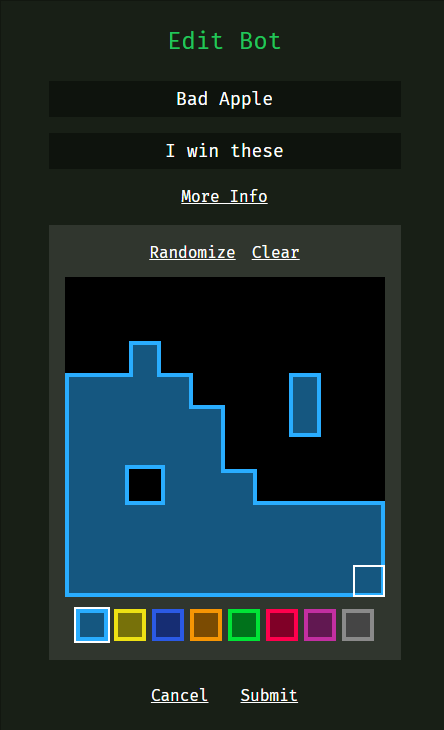 Edit Bot
Bad Apple
I win these
More Info
Randomize Clear
Cancel Submit